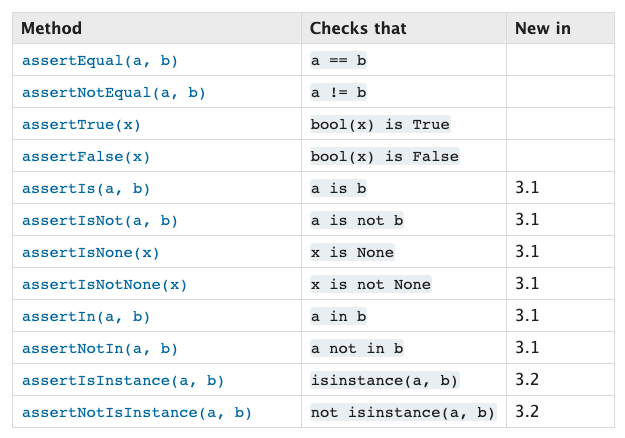 Method Checks that New in
assertEqual(a, b) a == b
assertNotEqual(a, b) a != b
assertTrue(x) bool(x) is True
assertFalse(x) bool(x) is False
assertIs(a, b) a is b 3.1
assertIsNot(a, b) a is not b 3.1
assertIsNone(x) x is None 3.1
assertIsNotNone(x) x is not None 3.1
assertIn(a, b) a in b 3.1
assertNotIn(a, b) a not in b 3.1
assertIsInstance(a, b) isinstance(a, b) 3.2
assertNotIsInstance(a, b) not isinstance(a, b) 3.2